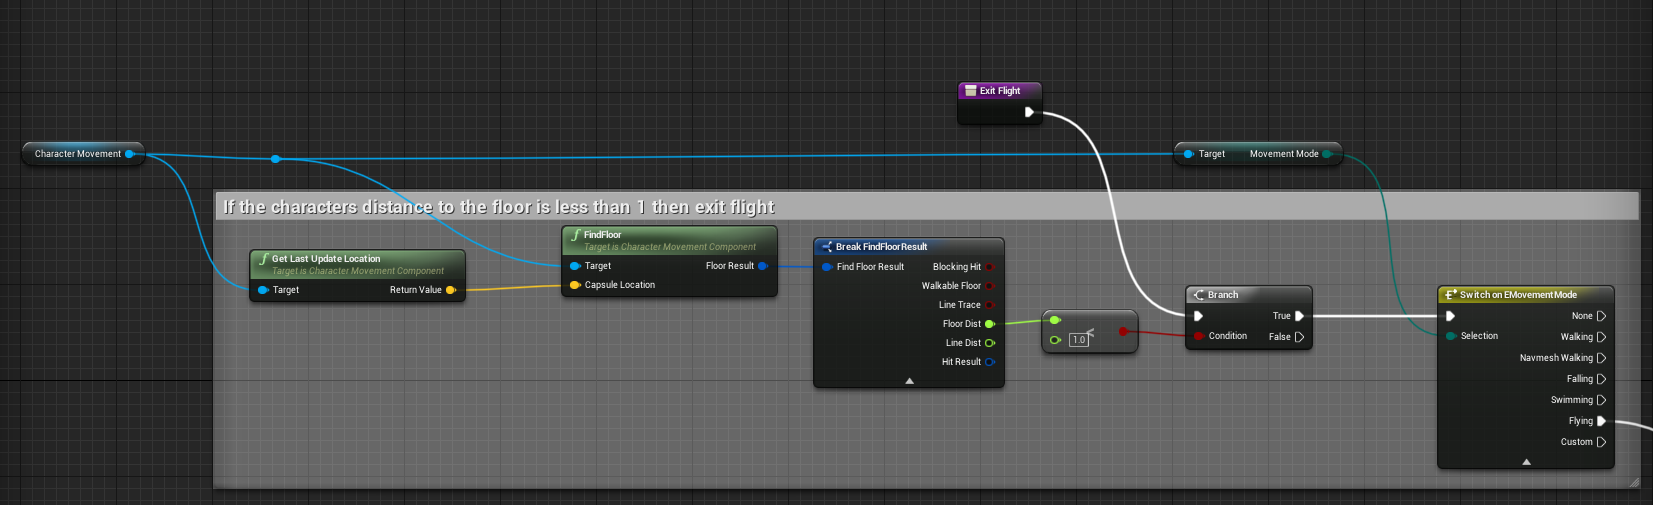 Exit Flight
Character Movement
Target Movement Mode
If the characters distance to the floor is less than 1 then exit flight
Get Last Update Location
Target is Character Movement Component
Target Return Value
FindFloor
Target is Character Movement Component
Target Floor Result
Capsule Location
Break FindFloorResult
Find Floor Result Blocking Hit
Walkable Floor
Line Trace
Floor Dist
Line Dist
Hit Result
<
1.0
Branch
True
Condition False
Switch on EMovementMode
None
Selection Walking
Navmesh Walking
Falling
Swimming
Flying
Custom